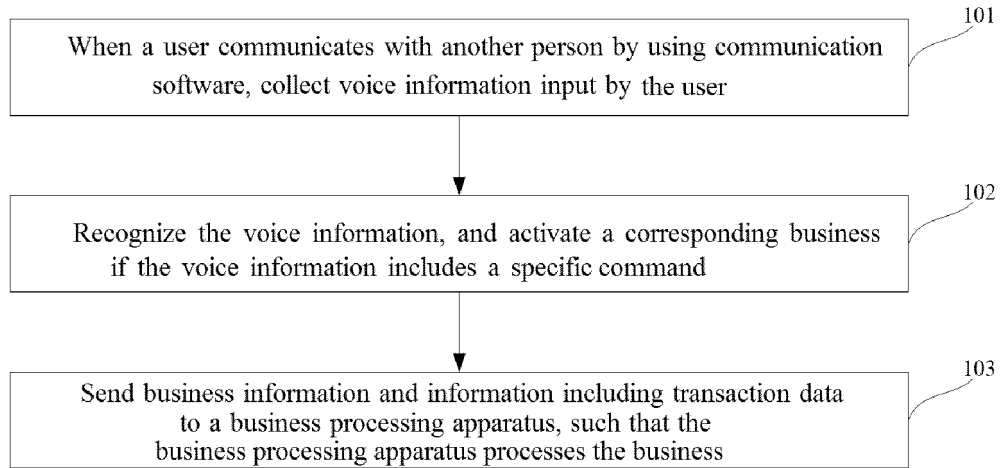 101
When a user communicates with another person by using communication
software, collect voice information input by the user
102
Recognize the voice information, and activate a corresponding business
if the voice information includes a specific command
103
Send business information and information including transaction data
to a business processing apparatus, such that the
business processing apparatus processes the business